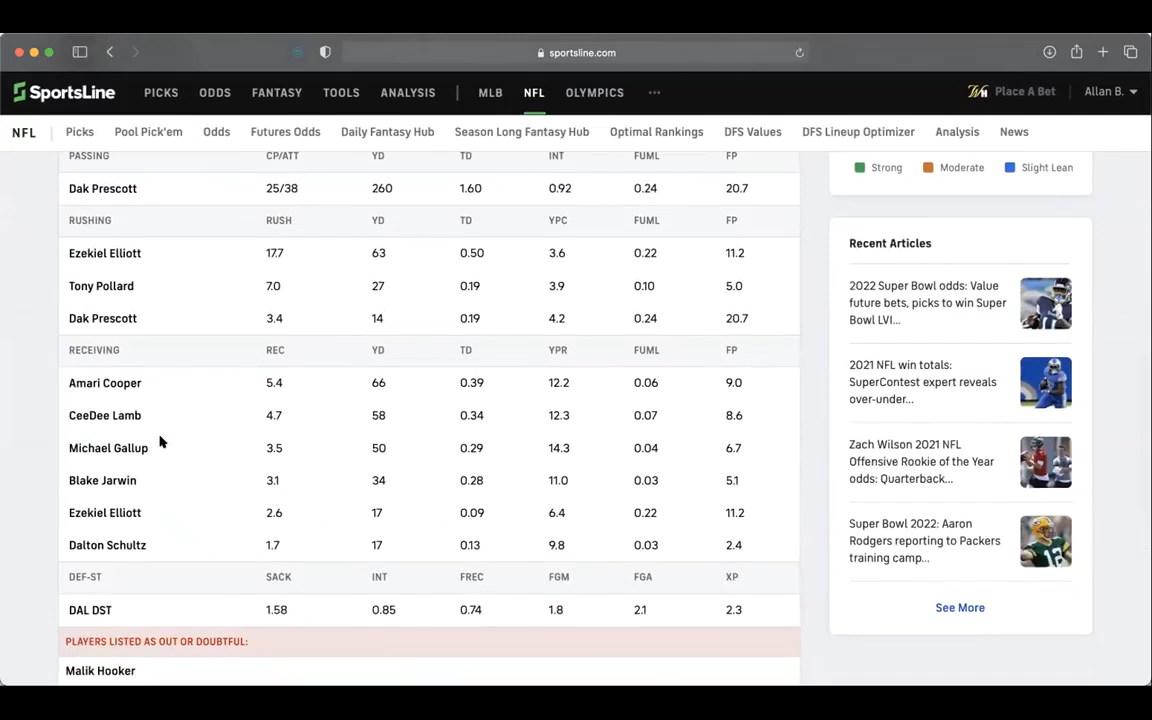 sportsline.com
SportsLine PICKS ODDS FANTASY TOOLS ANALYSIS | MLB NFL OLYMPICS ... WH Place A Bet Allan B.
NFL Picks Pool Pick'em Odds Futures Odds Daily Fantasy Hub Season Long Fantasy Hub Optimal Rankings DFS Values DFS Lineup Optimizer Analysis News
PASSING CP/ATT YD TD INT FUML FP
Dak Prescott 25/38 260 1.60 0.92 0.24 20.7
RUSHING RUSH YD TD YPC FUML FP
Ezekiel Elliott 17.7 63 0.50 3.6 0.22 11.2
Tony Pollard 7.0 27 0.19 3.9 0.10 5.0
Dak Prescott 3.4 14 0.19 4.2 0.24 20.7
RECEIVING REC YD TD YPR FUML FP
Amari Cooper 5.4 66 0.39 12.2 0.06 9.0
CeeDee Lamb 4.7 58 0.34 12.3 0.07 8.6
Michael Gallup 3.5 50 0.29 14.3 0.04 6.7
Blake Jarwin 3.1 34 0.28 11.0 0.03 5.1
Ezekiel Elliott 2.6 17 0.09 6.4 0.22 11.2
Dalton Schultz 1.7 17 0.13 9.8 0.03 2.4
DEF-ST SACK INT FREC FGM FGA XP
DAL DST 1.58 0.85 0.74 1.8 2.1 2.3
PLAYERS LISTED AS OUT OR DOUBTFUL:
Malik Hooker
Strong Moderate Slight Lean
Recent Articles
2022 Super Bowl odds: Value
future bets, picks to win Super
Bowl LVI...
2021 NFL win totals:
SuperContest expert reveals
over-under...
Zach Wilson 2021 NFL
Offensive Rookie of the Year
odds: Quarterback...
Super Bowl 2022: Aaron
Rodgers reporting to Packers
training camp...
See More